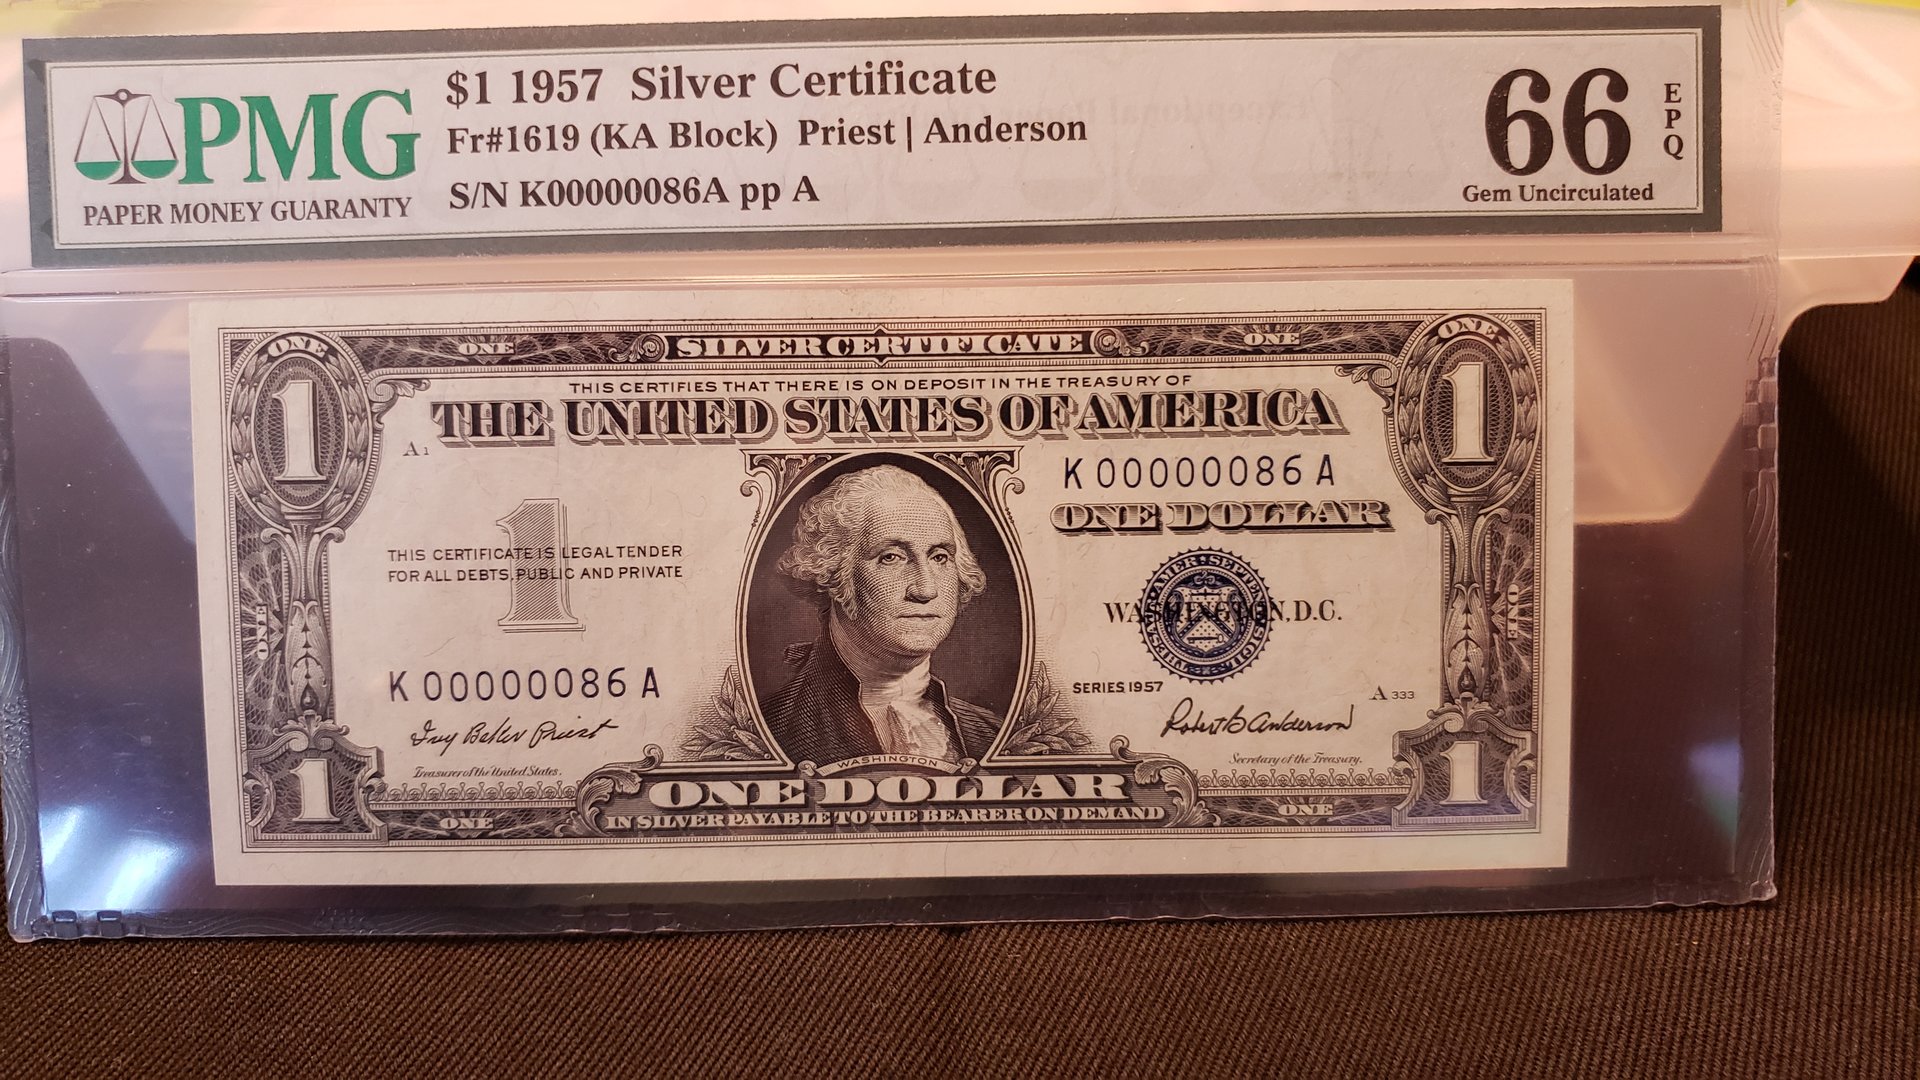 PMG
PAPER MONEY GUARANTY
$1 1957 Silver Certificate
Fr#1619 (KA Block) Priest | Anderson
S/N K00000086A pp A
66
EPQ
Gem Uncirculated
ONE
ONE
SILVER CERTIFICATE
ONE
ONE
1
1
THIS CERTIFIES THAT THERE IS ON DEPOSIT IN THE TREASURY OF
THE UNITED STATES OF AMERICA
A 1
K 00000086 A
ONE DOLLAR
1
THIS CERTIFICATE IS LEGAL TENDER
FOR ALL DEBTS, PUBLIC AND PRIVATE
WASHINGTON, D.C.
ONE
ONE
K 00000086 A
SERIES 1957
A 333
Ivy Baker Priest
Robert B Anderson
Treasurer of the United States.
Secretary of the Treasury.
WASHINGTON
1
1
ONE DOLLAR
ONE
IN SILVER PAYABLE TO THE BEARER ON DEMAND
ONE